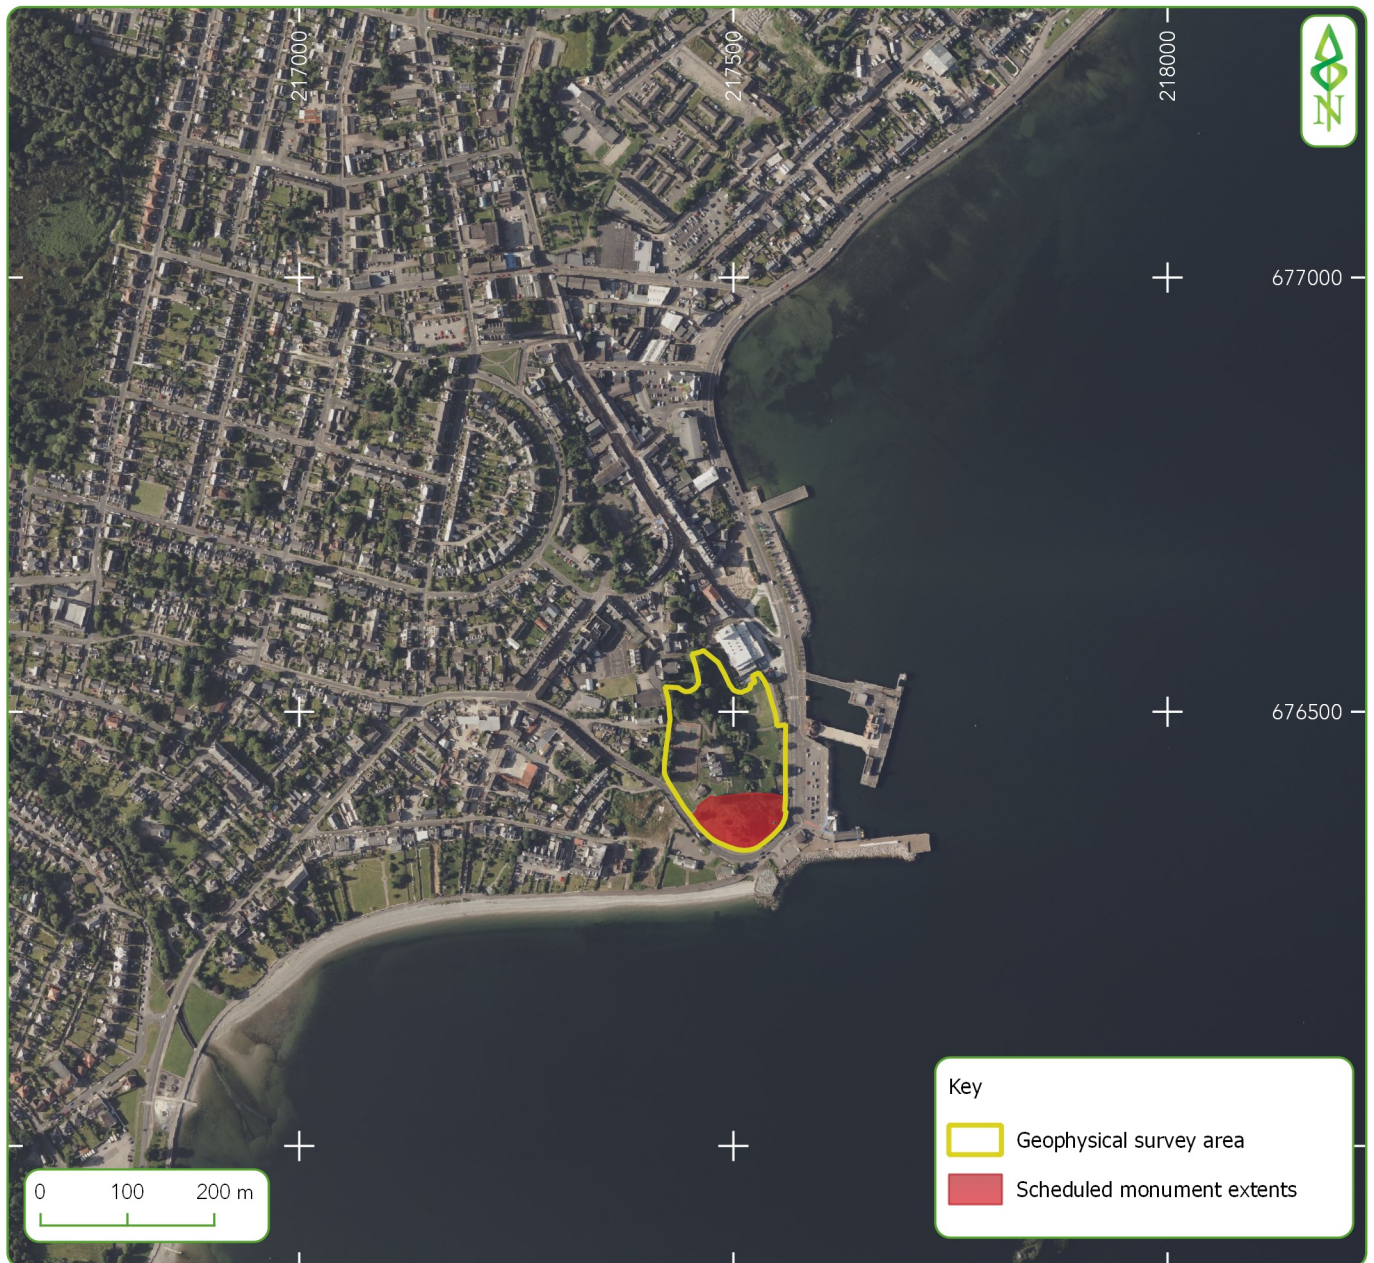 217000
217500
218000
N
677000
676500
Key
Geophysical survey area
Scheduled monument extents
0 100 200 m